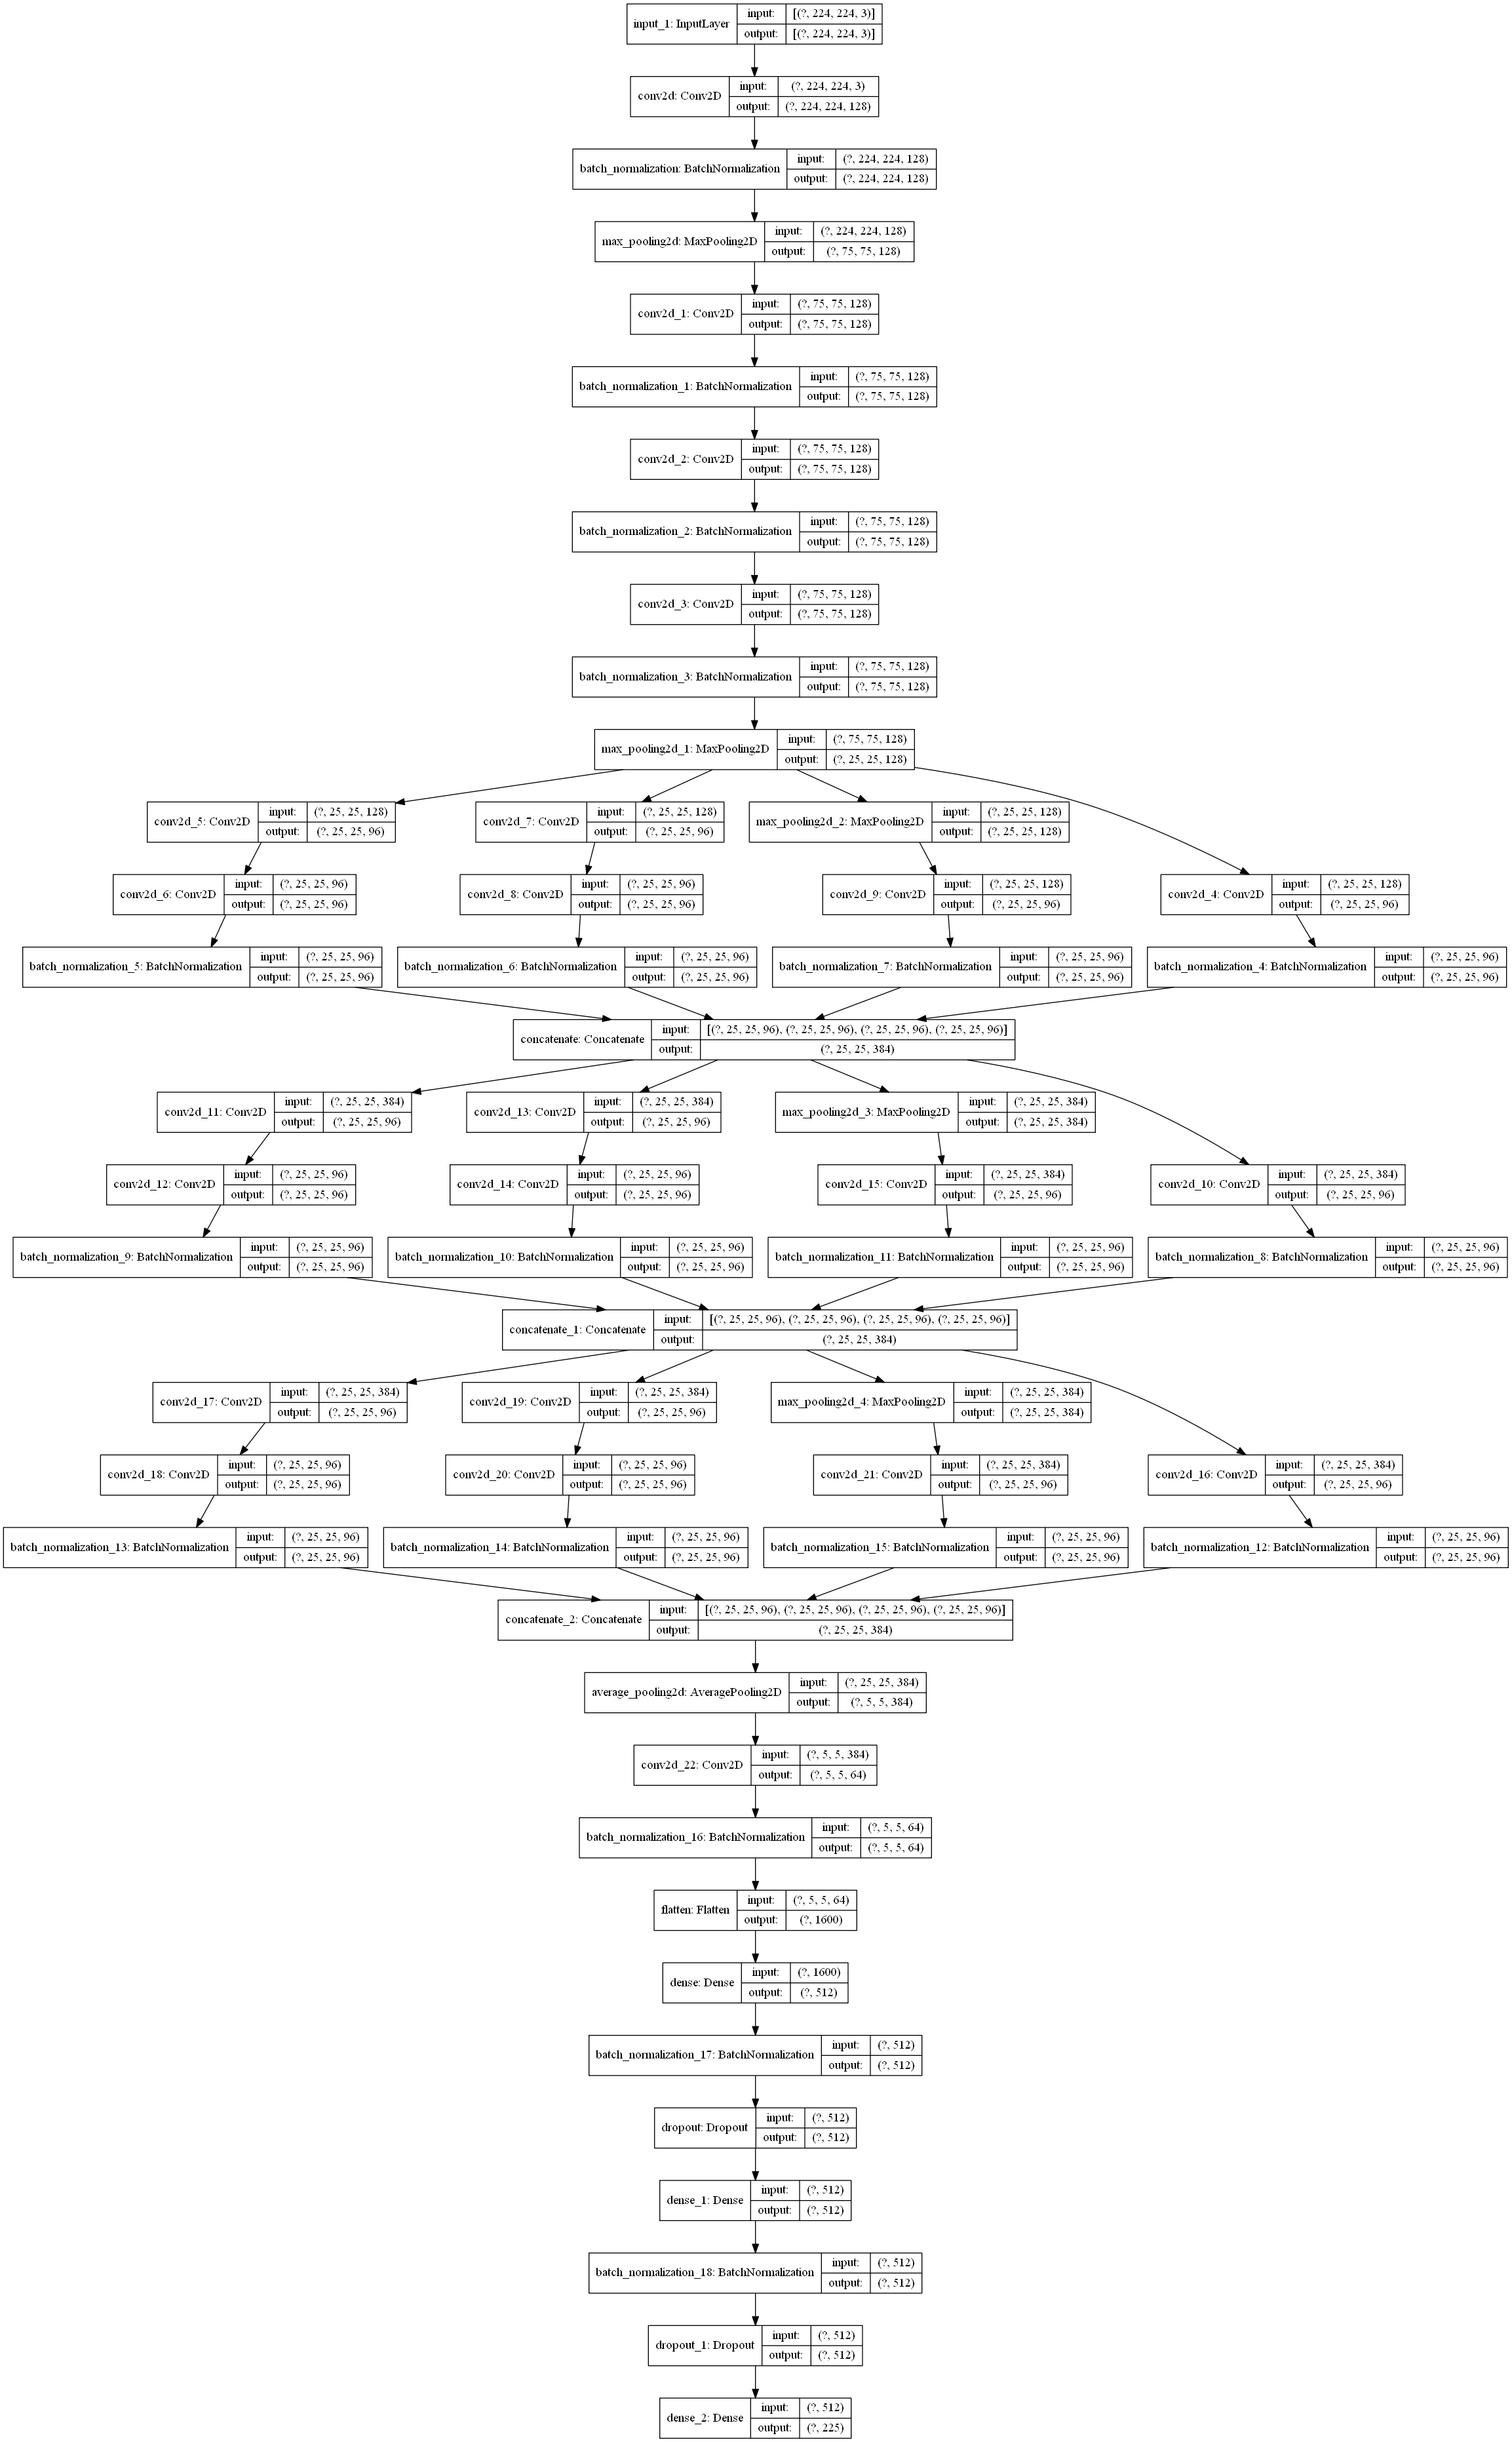 input_1: InputLayer
input: [(?, 224, 224, 3)]
output: [(?, 224, 224, 3)]
conv2d: Conv2D
input: (?, 224, 224, 3)
output: (?, 224, 224, 128)
batch_normalization: BatchNormalization
input: (?, 224, 224, 128)
output: (?, 224, 224, 128)
max_pooling2d: MaxPooling2D
input: (?, 224, 224, 128)
output: (?, 75, 75, 128)
conv2d_1: Conv2D
input: (?, 75, 75, 128)
output: (?, 75, 75, 128)
batch_normalization_1: BatchNormalization
input: (?, 75, 75, 128)
output: (?, 75, 75, 128)
conv2d_2: Conv2D
input: (?, 75, 75, 128)
output: (?, 75, 75, 128)
batch_normalization_2: BatchNormalization
input: (?, 75, 75, 128)
output: (?, 75, 75, 128)
conv2d_3: Conv2D
input: (?, 75, 75, 128)
output: (?, 75, 75, 128)
batch_normalization_3: BatchNormalization
input: (?, 75, 75, 128)
output: (?, 75, 75, 128)
max_pooling2d_1: MaxPooling2D
input: (?, 75, 75, 128)
output: (?, 25, 25, 128)
conv2d_5: Conv2D
input: (?, 25, 25, 128)
output: (?, 25, 25, 96)
conv2d_7: Conv2D
input: (?, 25, 25, 128)
output: (?, 25, 25, 96)
max_pooling2d_2: MaxPooling2D
input: (?, 25, 25, 128)
output: (?, 25, 25, 128)
conv2d_6: Conv2D
input: (?, 25, 25, 96)
output: (?, 25, 25, 96)
conv2d_8: Conv2D
input: (?, 25, 25, 96)
output: (?, 25, 25, 96)
conv2d_9: Conv2D
input: (?, 25, 25, 128)
output: (?, 25, 25, 96)
conv2d_4: Conv2D
input: (?, 25, 25, 128)
output: (?, 25, 25, 96)
batch_normalization_5: BatchNormalization
input: (?, 25, 25, 96)
output: (?, 25, 25, 96)
batch_normalization_6: BatchNormalization
input: (?, 25, 25, 96)
output: (?, 25, 25, 96)
batch_normalization_7: BatchNormalization
input: (?, 25, 25, 96)
output: (?, 25, 25, 96)
batch_normalization_4: BatchNormalization
input: (?, 25, 25, 96)
output: (?, 25, 25, 96)
concatenate: Concatenate
input: [(?, 25, 25, 96), (?, 25, 25, 96), (?, 25, 25, 96), (?, 25, 25, 96)]
output: (?, 25, 25, 384)
conv2d_11: Conv2D
input: (?, 25, 25, 384)
output: (?, 25, 25, 96)
conv2d_13: Conv2D
input: (?, 25, 25, 384)
output: (?, 25, 25, 96)
max_pooling2d_3: MaxPooling2D
input: (?, 25, 25, 384)
output: (?, 25, 25, 384)
conv2d_12: Conv2D
input: (?, 25, 25, 96)
output: (?, 25, 25, 96)
conv2d_14: Conv2D
input: (?, 25, 25, 96)
output: (?, 25, 25, 96)
conv2d_15: Conv2D
input: (?, 25, 25, 384)
output: (?, 25, 25, 96)
conv2d_10: Conv2D
input: (?, 25, 25, 384)
output: (?, 25, 25, 96)
batch_normalization_9: BatchNormalization
input: (?, 25, 25, 96)
output: (?, 25, 25, 96)
batch_normalization_10: BatchNormalization
input: (?, 25, 25, 96)
output: (?, 25, 25, 96)
batch_normalization_11: BatchNormalization
input: (?, 25, 25, 96)
output: (?, 25, 25, 96)
batch_normalization_8: BatchNormalization
input: (?, 25, 25, 96)
output: (?, 25, 25, 96)
concatenate_1: Concatenate
input: [(?, 25, 25, 96), (?, 25, 25, 96), (?, 25, 25, 96), (?, 25, 25, 96)]
output: (?, 25, 25, 384)
conv2d_17: Conv2D
input: (?, 25, 25, 384)
output: (?, 25, 25, 96)
conv2d_19: Conv2D
input: (?, 25, 25, 384)
output: (?, 25, 25, 96)
max_pooling2d_4: MaxPooling2D
input: (?, 25, 25, 384)
output: (?, 25, 25, 384)
conv2d_18: Conv2D
input: (?, 25, 25, 96)
output: (?, 25, 25, 96)
conv2d_20: Conv2D
input: (?, 25, 25, 96)
output: (?, 25, 25, 96)
conv2d_21: Conv2D
input: (?, 25, 25, 384)
output: (?, 25, 25, 96)
conv2d_16: Conv2D
input: (?, 25, 25, 384)
output: (?, 25, 25, 96)
batch_normalization_13: BatchNormalization
input: (?, 25, 25, 96)
output: (?, 25, 25, 96)
batch_normalization_14: BatchNormalization
input: (?, 25, 25, 96)
output: (?, 25, 25, 96)
batch_normalization_15: BatchNormalization
input: (?, 25, 25, 96)
output: (?, 25, 25, 96)
batch_normalization_12: BatchNormalization
input: (?, 25, 25, 96)
output: (?, 25, 25, 96)
concatenate_2: Concatenate
input: [(?, 25, 25, 96), (?, 25, 25, 96), (?, 25, 25, 96), (?, 25, 25, 96)]
output: (?, 25, 25, 384)
average_pooling2d: AveragePooling2D
input: (?, 25, 25, 384)
output: (?, 5, 5, 384)
conv2d_22: Conv2D
input: (?, 5, 5, 384)
output: (?, 5, 5, 64)
batch_normalization_16: BatchNormalization
input: (?, 5, 5, 64)
output: (?, 5, 5, 64)
flatten: Flatten
input: (?, 5, 5, 64)
output: (?, 1600)
dense: Dense
input: (?, 1600)
output: (?, 512)
batch_normalization_17: BatchNormalization
input: (?, 512)
output: (?, 512)
dropout: Dropout
input: (?, 512)
output: (?, 512)
dense_1: Dense
input: (?, 512)
output: (?, 512)
batch_normalization_18: BatchNormalization
input: (?, 512)
output: (?, 512)
dropout_1: Dropout
input: (?, 512)
output: (?, 512)
dense_2: Dense
input: (?, 512)
output: (?, 225)